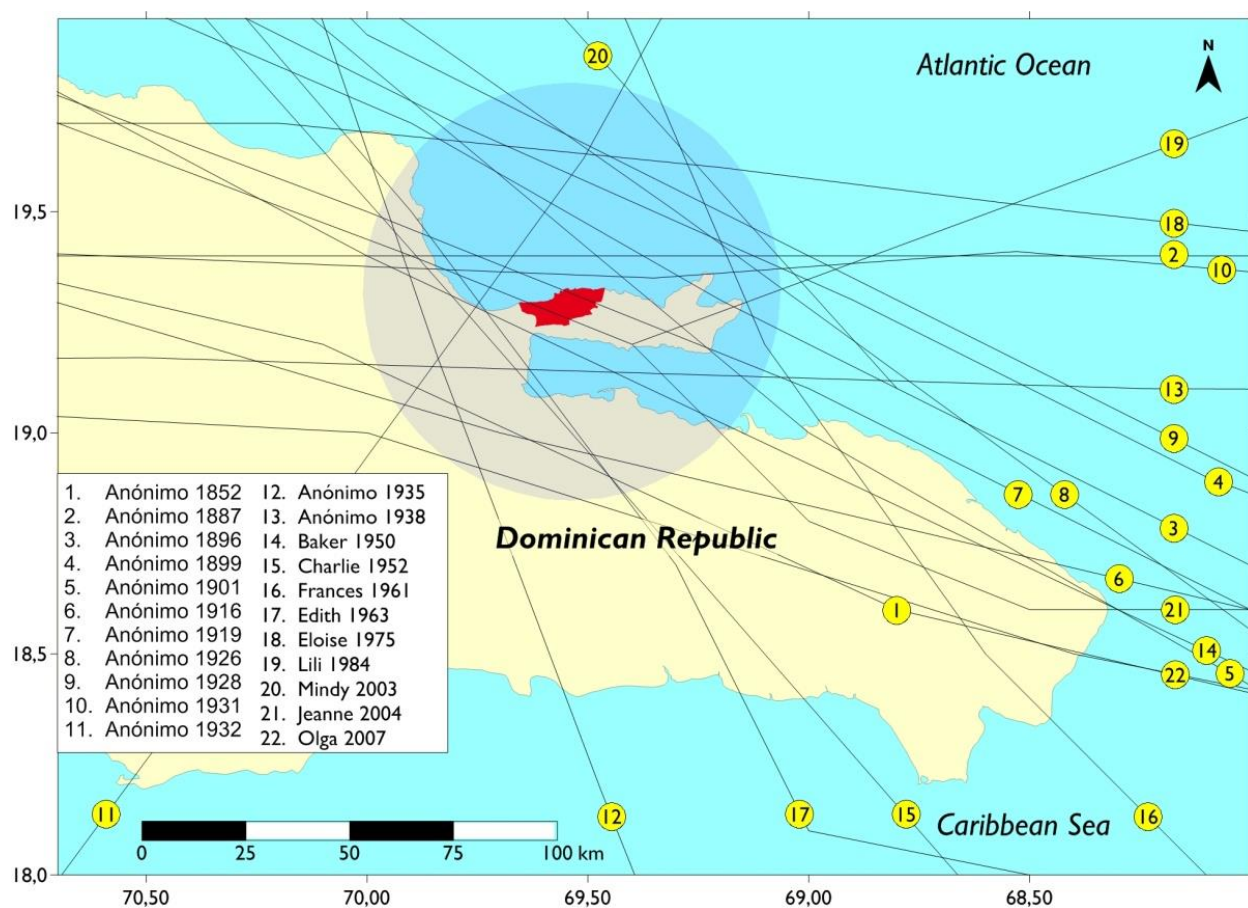 20
Atlantic Ocean
N
19
18
2
10
13
9
4
7
8
3
6
21
1
14
5
22
11
12
17
15
16
19,5
19,0
18,5
18,0
Dominican Republic
1. Anónimo 1852
2. Anónimo 1887
3. Anónimo 1896
4. Anónimo 1899
5. Anónimo 1901
6. Anónimo 1916
7. Anónimo 1919
8. Anónimo 1926
9. Anónimo 1928
10. Anónimo 1931
11. Anónimo 1932
12. Anónimo 1935
13. Anónimo 1938
14. Baker 1950
15. Charlie 1952
16. Frances 1961
17. Edith 1963
18. Eloise 1975
19. Lili 1984
20. Mindy 2003
21. Jeanne 2004
22. Olga 2007
Caribbean Sea
0 25 50 75 100 km
70,50 70,00 69,50 69,00 68,50